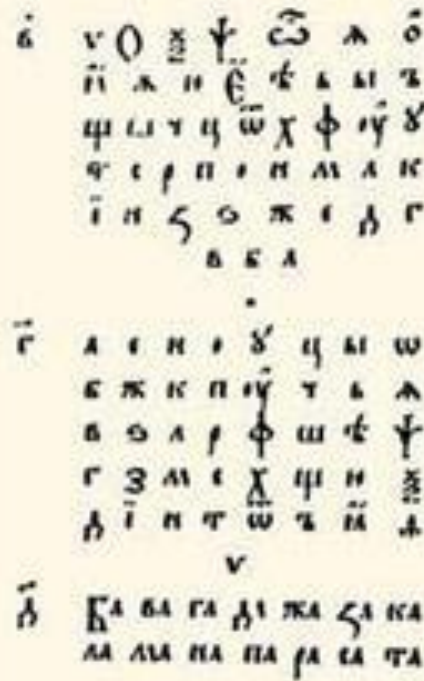 в҃ ѵ Ѳ ѯ ѱ ѽ ѧ
ѫ н Є ѣ ь ы ъ
щ ш ч ц ѿ х ф ѹ ꙋ
т с р п о н м л к
ї и ѕ ꙅ ж е д г
в б а
г҃ а е и о ꙋ ц ы ѡ
б ж к п ѹ ч ь ѧ
в ꙅ л р ф ш ѣ ѱ
г з м с х щ н ѯ
д ї н т ѿ ъ
ѵ
д҃ Ба ва га да жа ѕа ка
ла ма на па ра са та